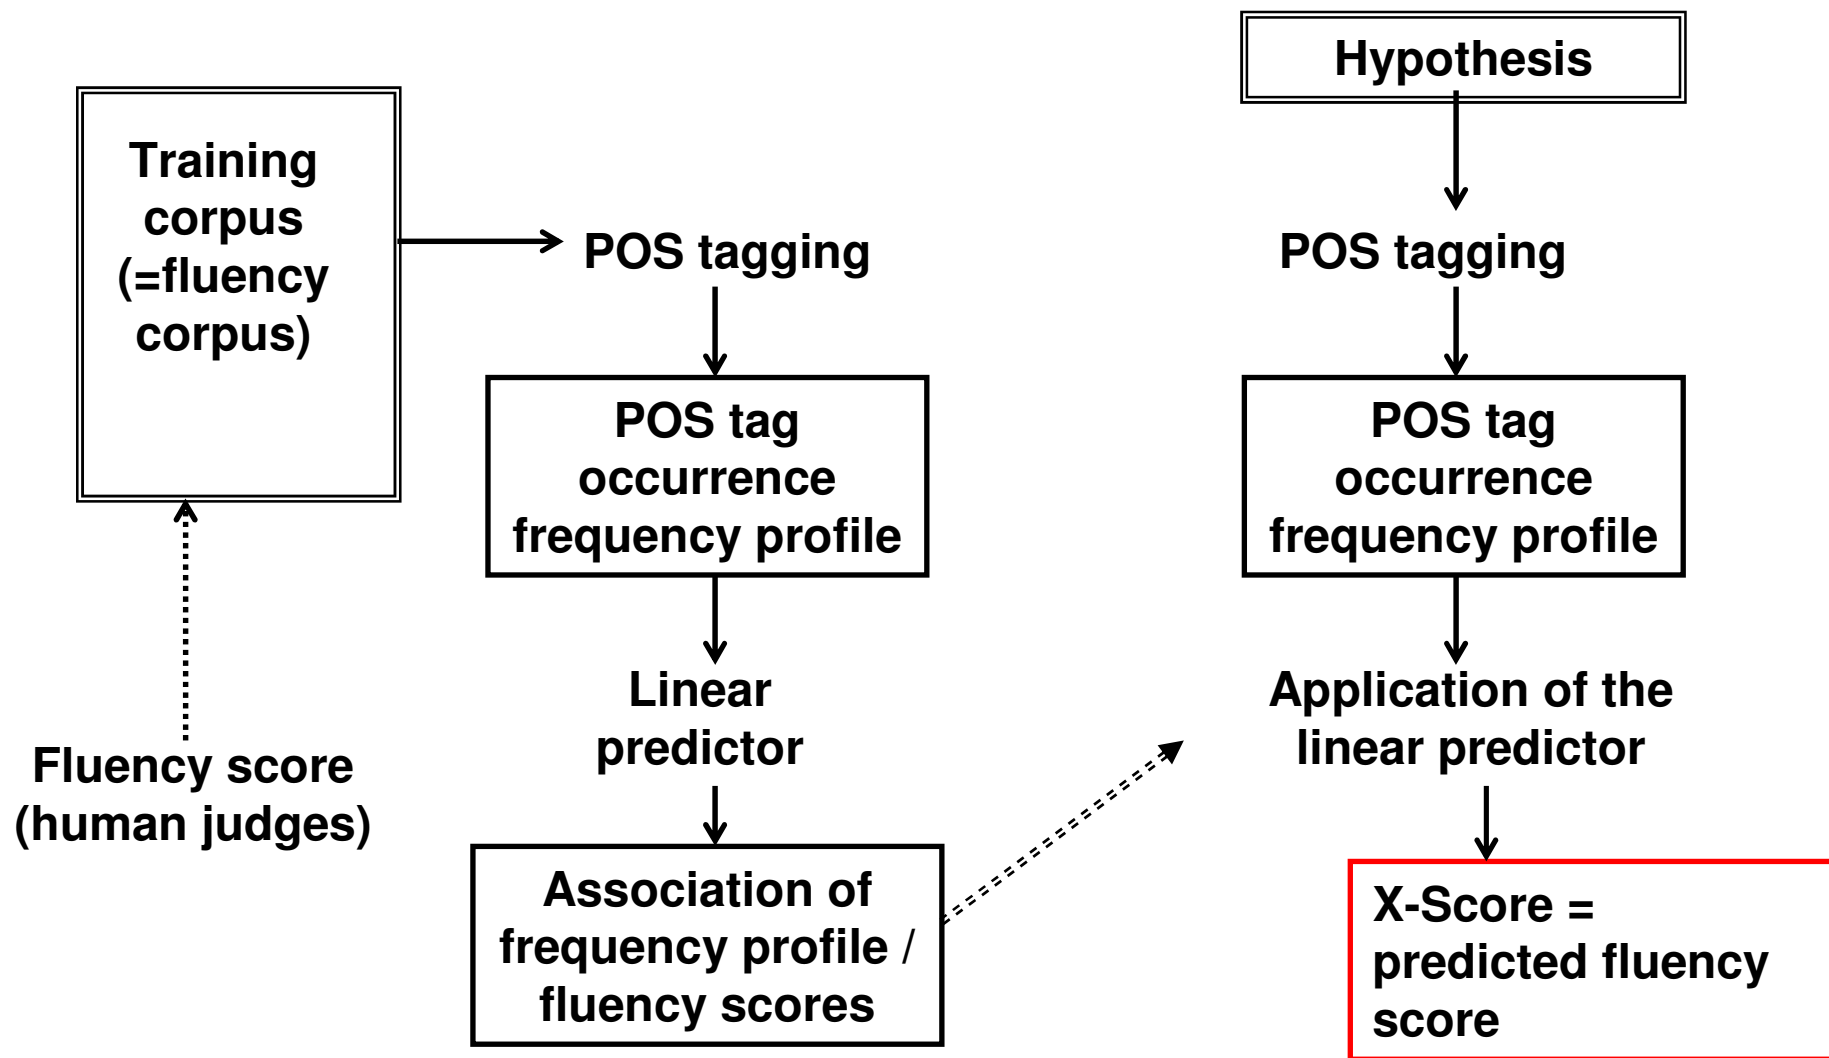 Training
corpus
(=fluency
corpus)
Fluency score
(human judges)
POS tagging
POS tag
occurrence
frequency profile
Linear
predictor
Association of
frequency profile /
fluency scores
Hypothesis
POS tagging
POS tag
occurrence
frequency profile
Application of the
linear predictor
X-Score =
predicted fluency
score